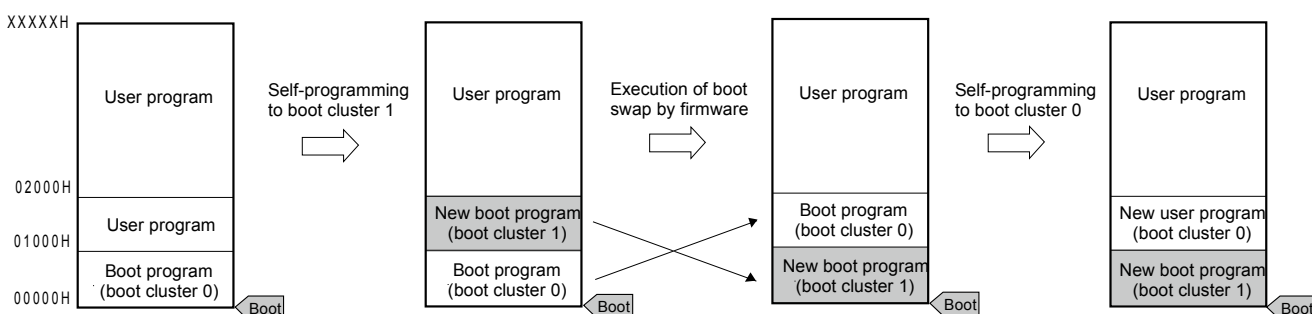 XXXXXH
User program
Self-programming
to boot cluster 1
User program
Execution of boot
swap by firmware
User program
Self-programming
to boot cluster 0
User program
02000H
User program
New boot program
(boot cluster 1)
Boot program
(boot cluster 0)
New user program
(boot cluster 0)
01000H
Boot program
(boot cluster 0)
Boot program
(boot cluster 0)
New boot program
(boot cluster 1)
New boot program
(boot cluster 1)
00000H
Boot
Boot
Boot
Boot